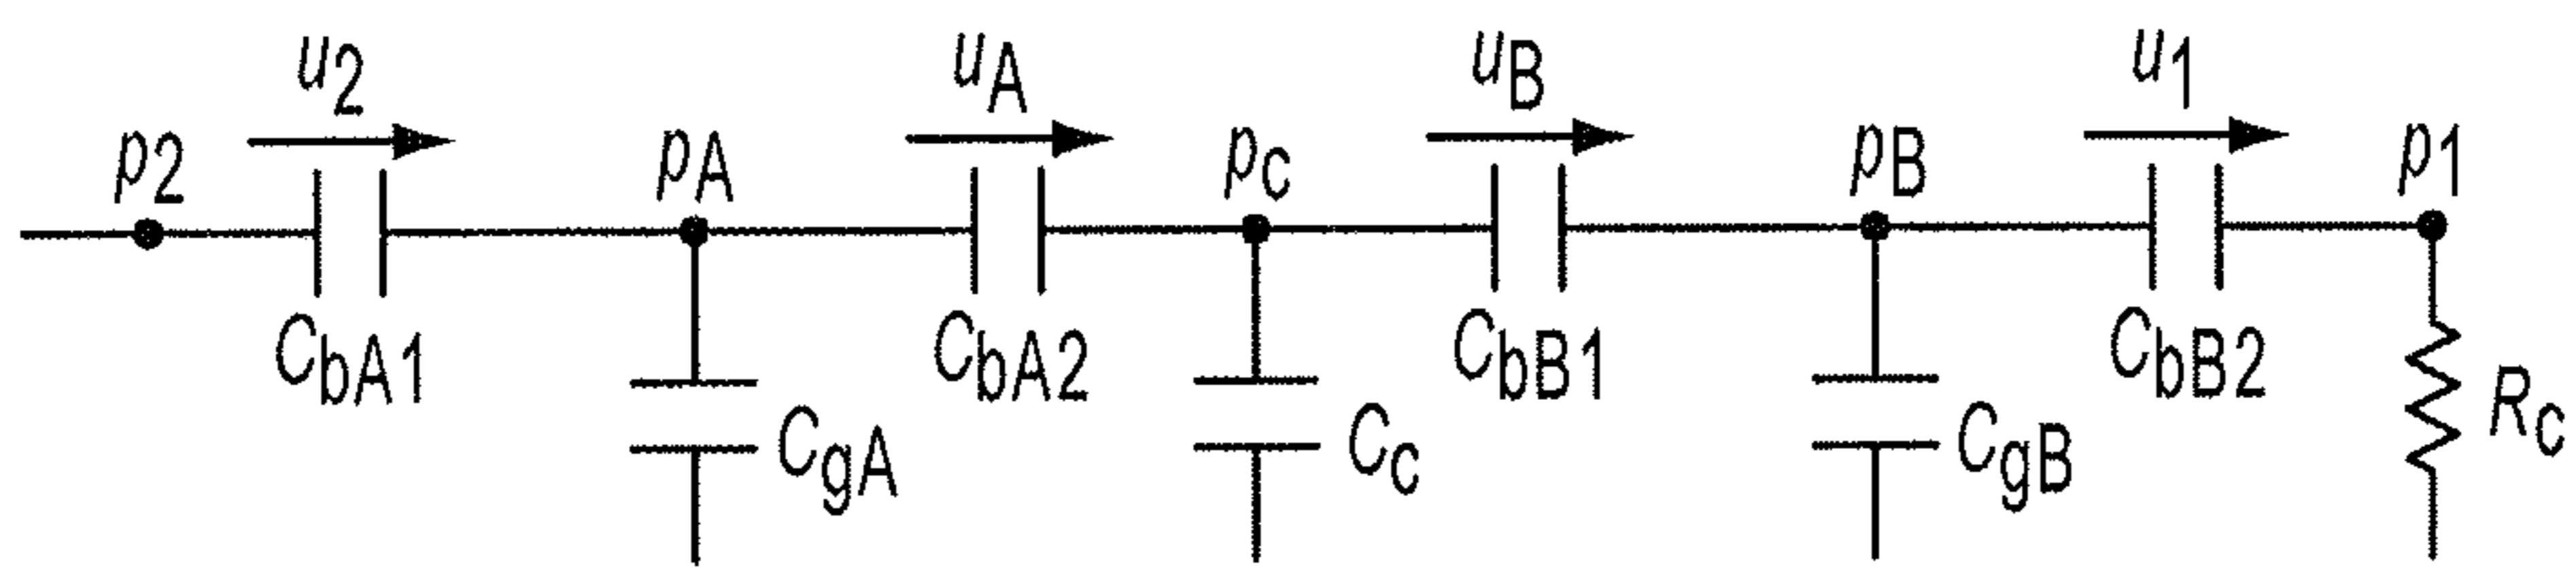 u2 uA uB u1
p2 pA pc pB p1
CbA1 CbA2 CbB1 CbB2
CgA Cc CgB Rc